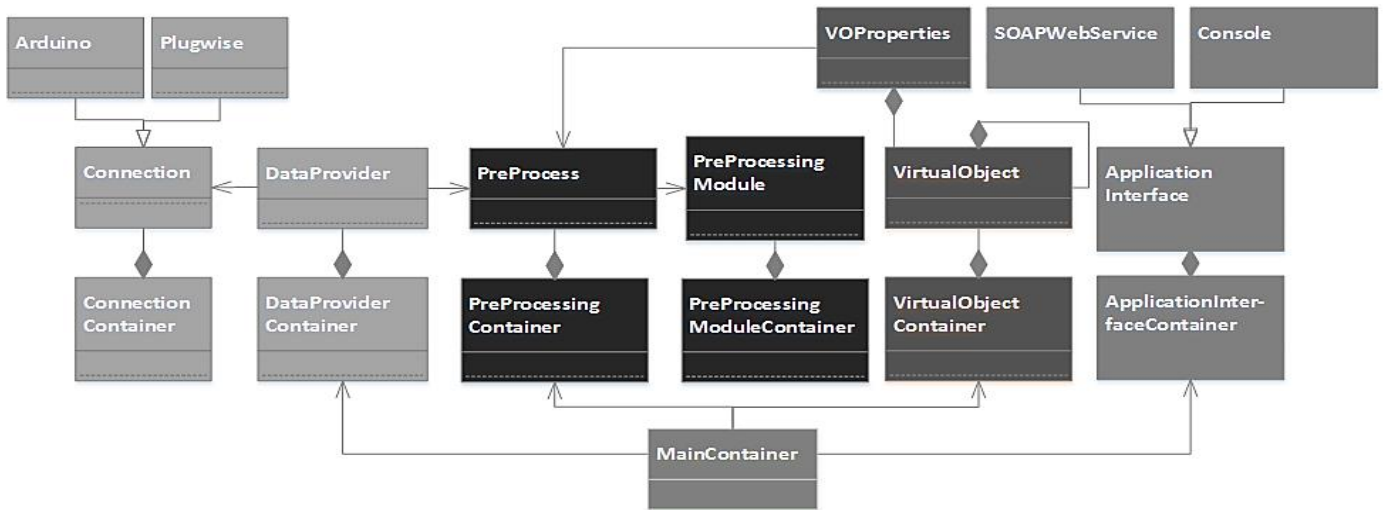 Arduino
Plugwise
VOProperties
SOAPWebService
Console
Connection
DataProvider
PreProcess
PreProcessing
Module
VirtualObject
Application
Interface
Connection
Container
DataProvider
Container
PreProcessing
Container
PreProcessing
ModuleContainer
VirtualObject
Container
ApplicationInter-
faceContainer
MainContainer